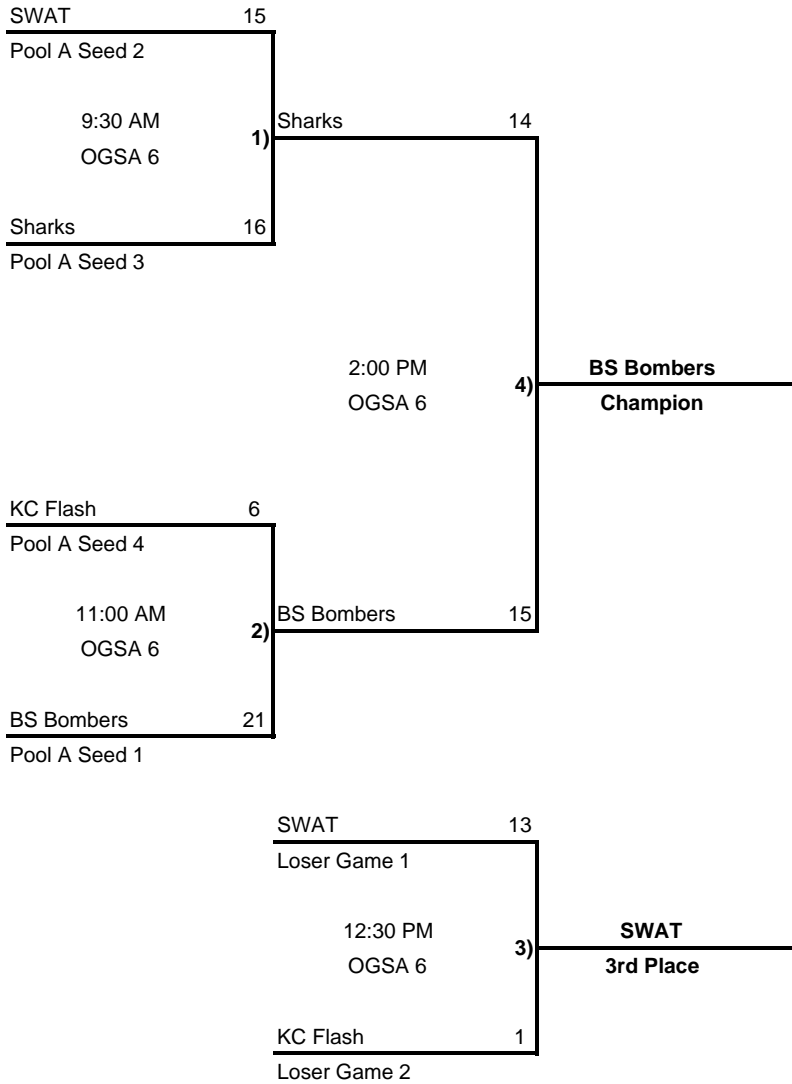 SWAT 15
Pool A Seed 2
9:30 AM
1) Sharks 14
OGSA 6
Sharks 16
Pool A Seed 3
2:00 PM
4) BS Bombers
OGSA 6 Champion
KC Flash 6
Pool A Seed 4
11:00 AM
2) BS Bombers 15
OGSA 6
BS Bombers 21
Pool A Seed 1
SWAT 13
Loser Game 1
12:30 PM
3) SWAT
OGSA 6 3rd Place
KC Flash 1
Loser Game 2